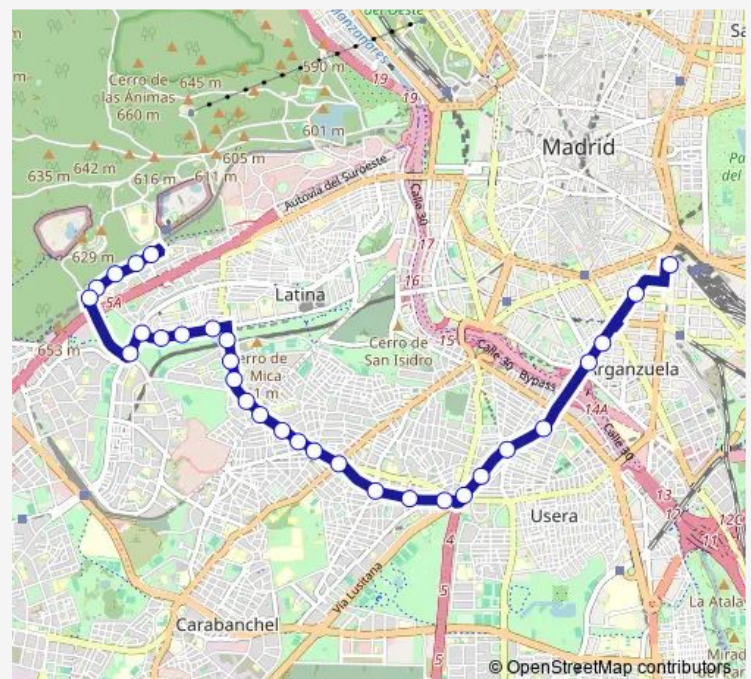 Manzanares
del Oeste
Sa
m
590 m
19
Cerro de
las Ánimas
660 m
645 m
19
601 m
Madrid
635 m
642 m
605 m
616 m
611 m
Pa
del
Autovía del Suroeste
Calle 30
629 m
17
5A
Latina
16
653 m
Cerro de
San Isidro
15
erro de
Mica
1 m
Calle 30
Bypass
Arganzuela
14A
Calle 30
13
12
12C
11
4
Usera
5
Vía Lusitana
La Atala
Carabanchel
5
Mirad
© OpenStreetMap contributors